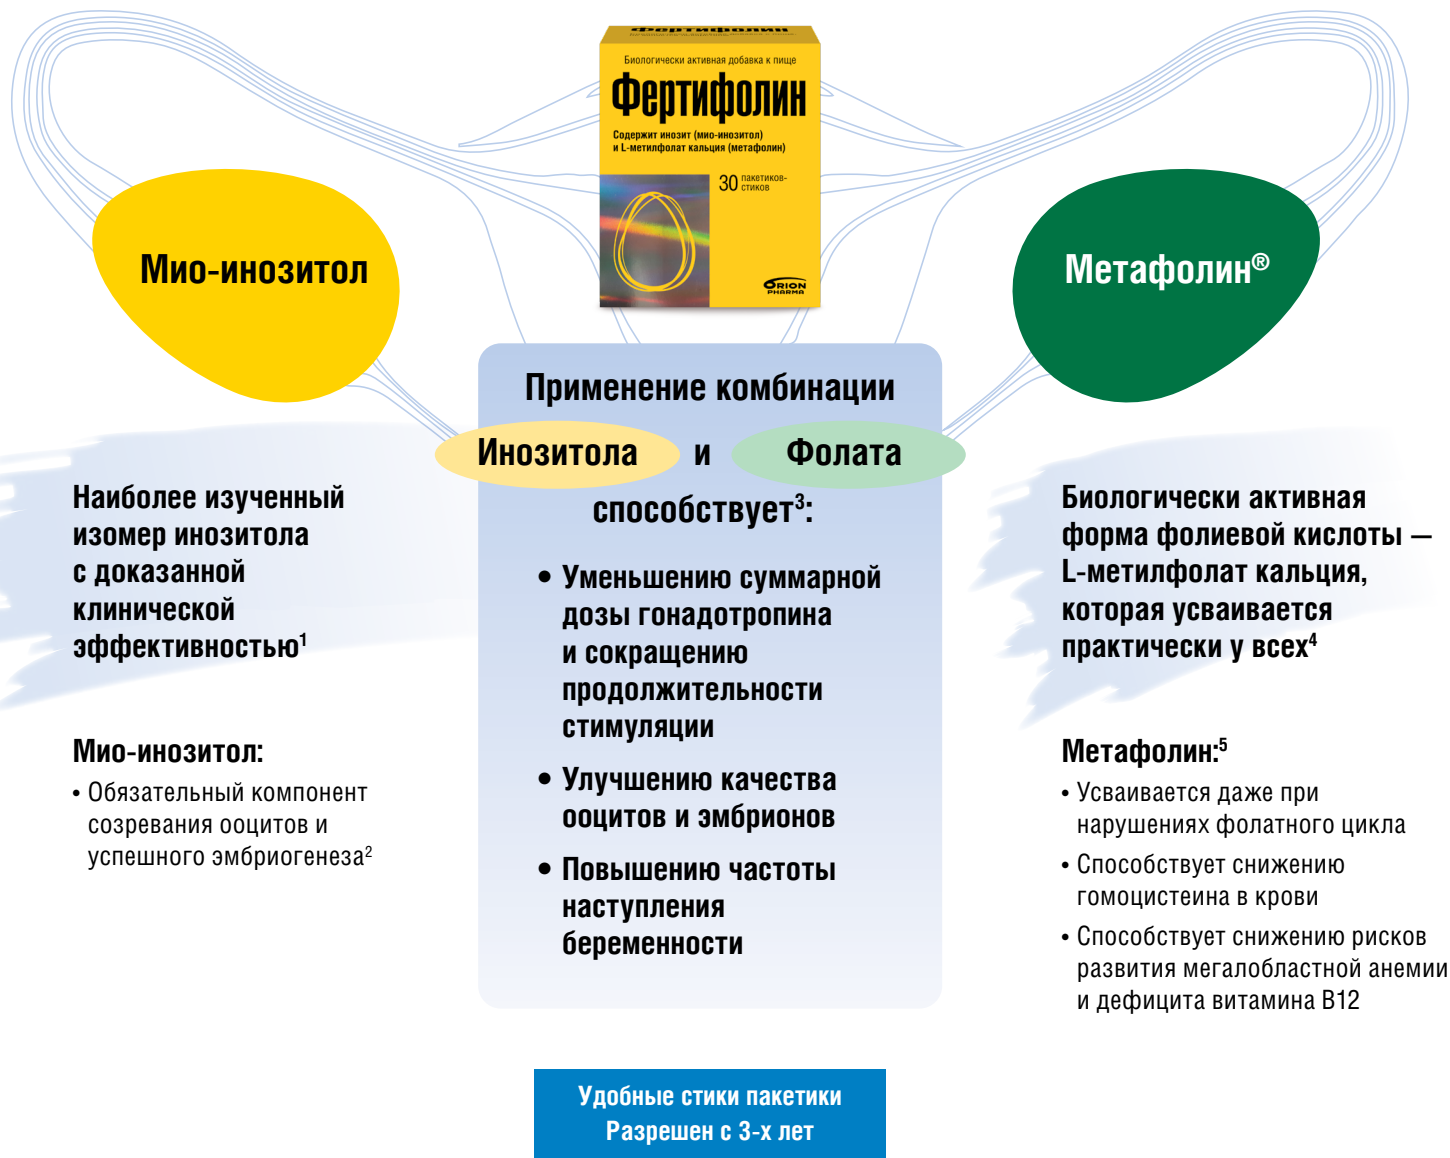 Фертифолин
Биологически активная добавка к пище
Фертифолин
Содержит инозит (мио-инозитол)
и L-метилфолат кальция (метафолин)
30 пакетиков-
стиков
ORION
PHARMA
Мио-инозитол
Метафолин®
Применение комбинации
Инозитола и Фолата
способствует³:
• Уменьшению суммарной
дозы гонадотропина
и сокращению
продолжительности
стимуляции
• Улучшению качества
ооцитов и эмбрионов
• Повышению частоты
наступления
беременности
Наиболее изученный
изомер инозитола
с доказанной
клинической
эффективностью¹
Мио-инозитол:
• Обязательный компонент
созревания ооцитов и
успешного эмбриогенеза²
Биологически активная
форма фолиевой кислоты —
L-метилфолат кальция,
которая усваивается
практически у всех⁴
Метафолин:⁵
• Усваивается даже при
нарушениях фолатного цикла
• Способствует снижению
гомоцистеина в крови
• Способствует снижению рисков
развития мегалобластной анемии
и дефицита витамина B12
Удобные стики пакетики
Разрешен с 3-х лет